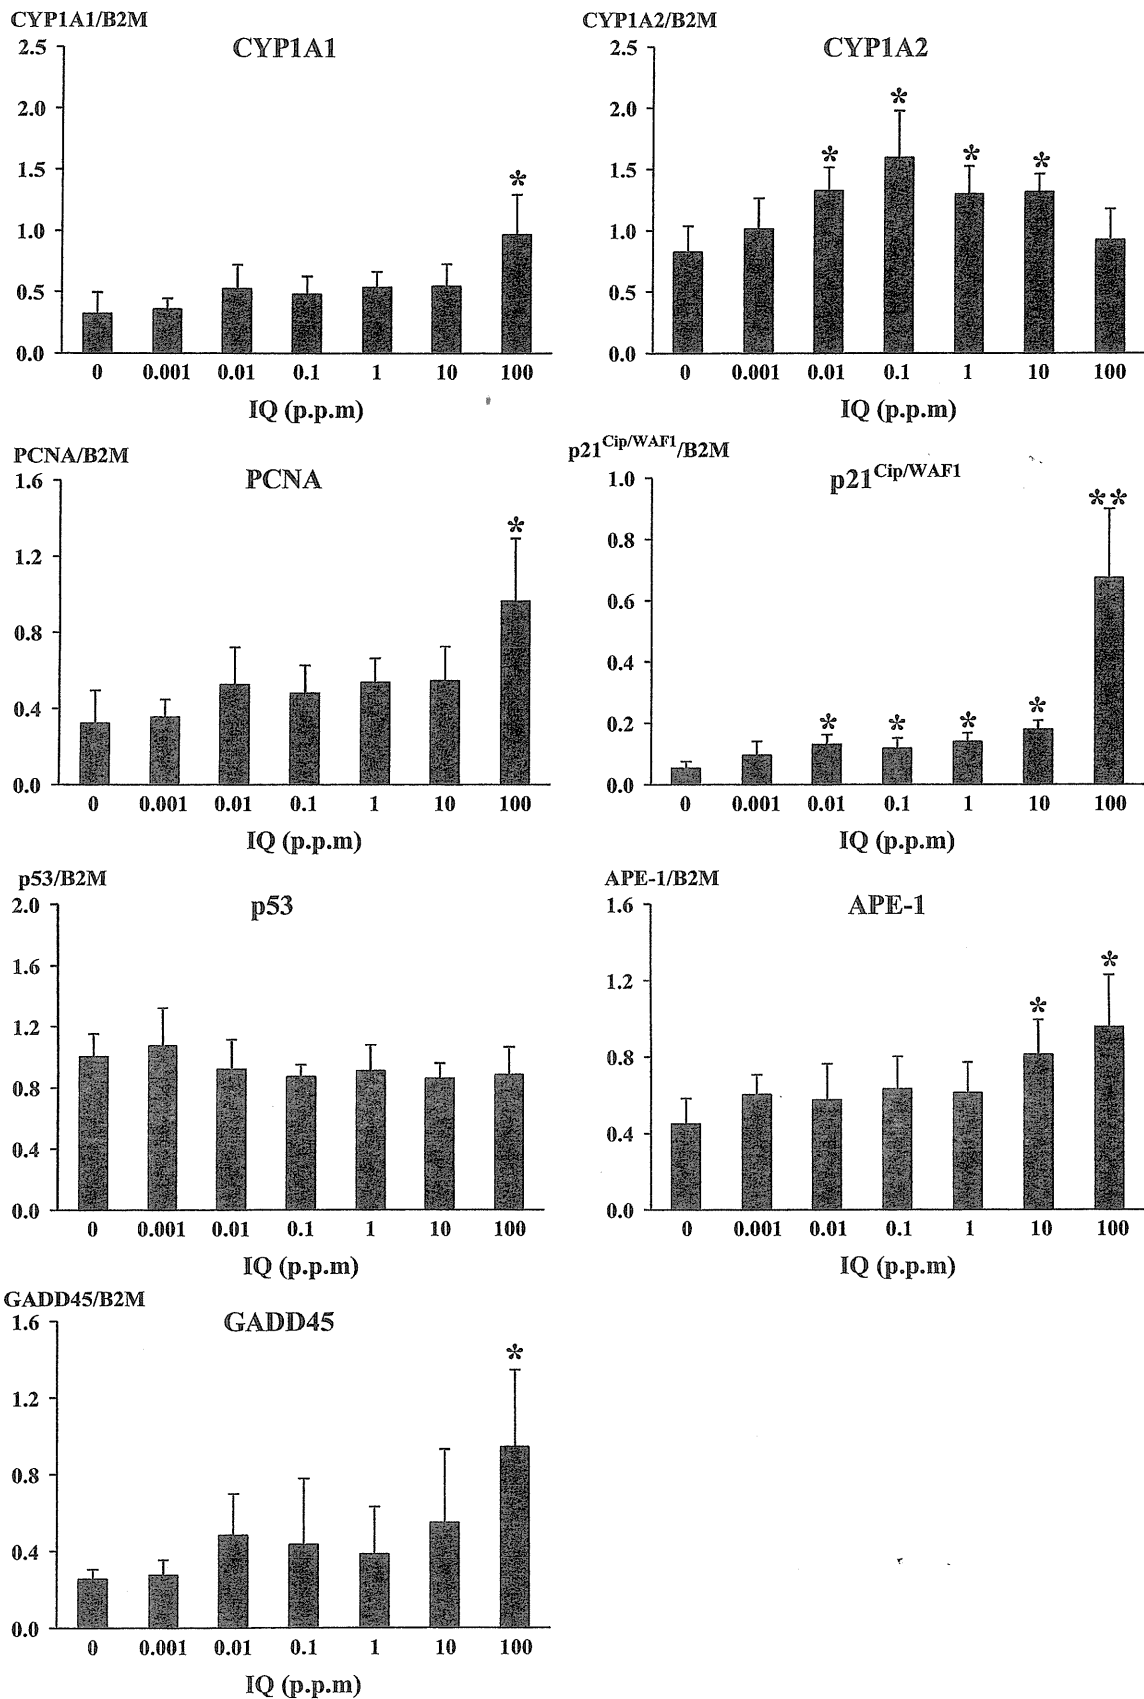 CYP1A1/B2M
CYP1A1
2.5
2.0
1.5
*
1.0
0.5
0.0
0 0.001 0.01 0.1 1 10 100
IQ (p.p.m)
CYP1A2/B2M
CYP1A2
2.5
2.0
* * * *
1.5
1.0
0.5
0.0
0 0.001 0.01 0.1 1 10 100
IQ (p.p.m)
PCNA/B2M
PCNA
1.6
*
1.2
0.8
0.4
0.0
0 0.001 0.01 0.1 1 10 100
IQ (p.p.m)
p21Cip/WAF1/B2M
p21Cip/WAF1
1.0
**
0.8
0.6
0.4
0.2
* * * *
0.0
0 0.001 0.01 0.1 1 10 100
IQ (p.p.m)
p53/B2M
p53
2.0
1.6
1.2
0.8
0.4
0.0
0 0.001 0.01 0.1 1 10 100
IQ (p.p.m)
APE-1/B2M
APE-1
1.6
* *
1.2
0.8
0.4
0.0
0 0.001 0.01 0.1 1 10 100
IQ (p.p.m)
GADD45/B2M
GADD45
1.6
*
1.2
0.8
0.4
0.0
0 0.001 0.01 0.1 1 10 100
IQ (p.p.m)